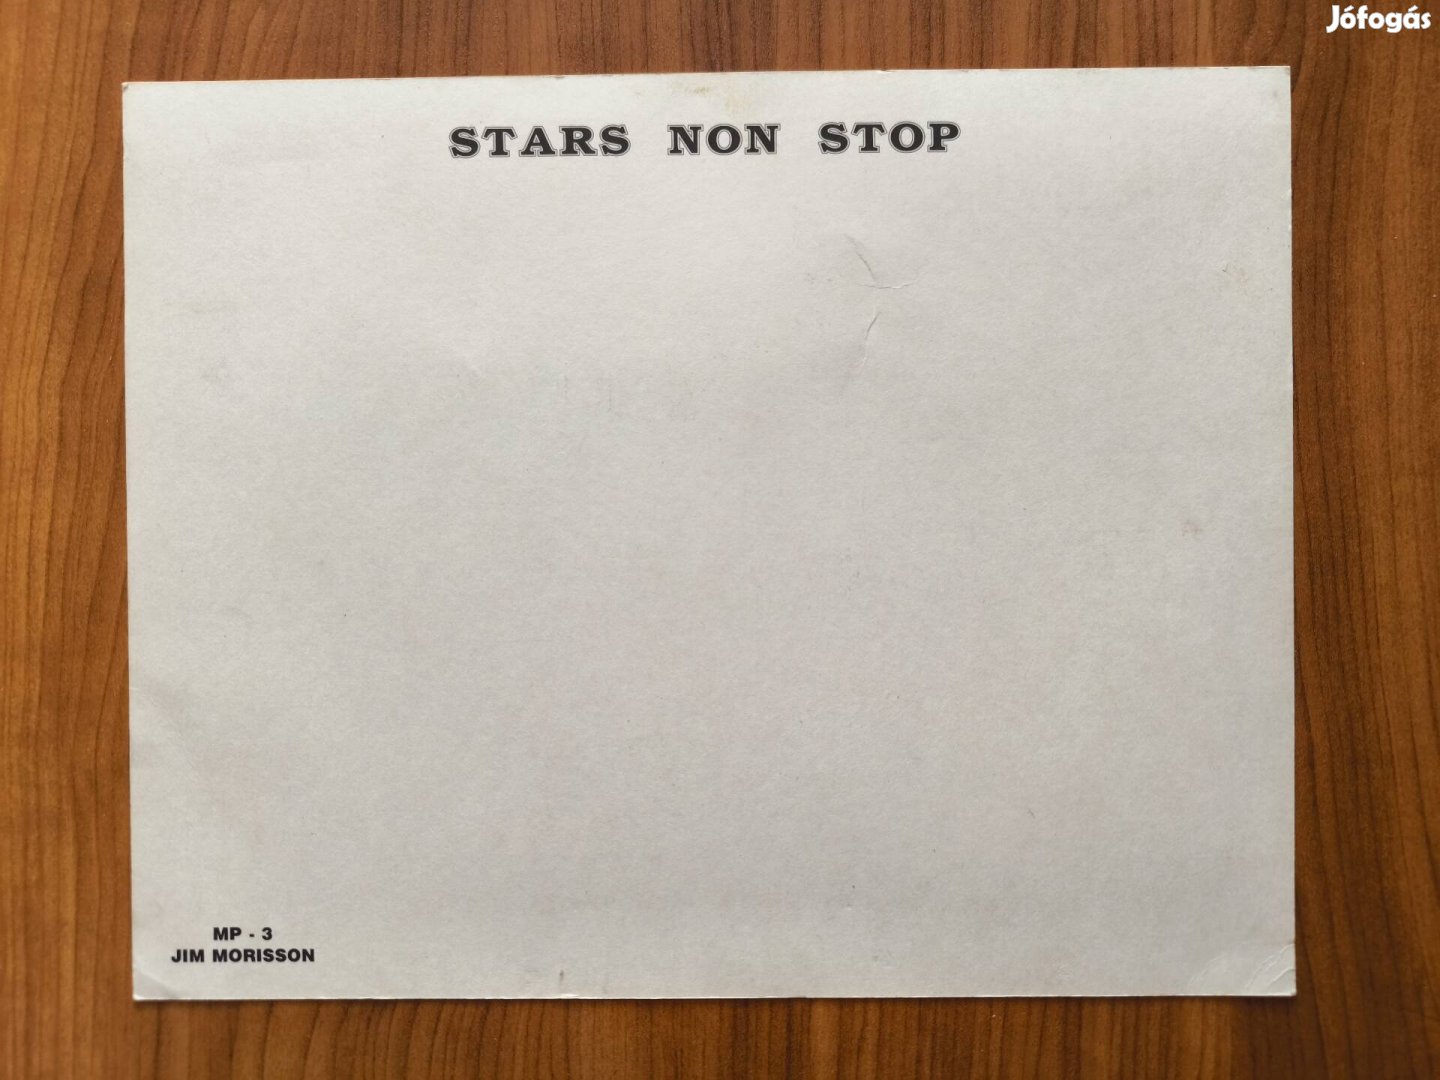 Jófogás
STARS NON STOP
MP - 3
JIM MORISSON